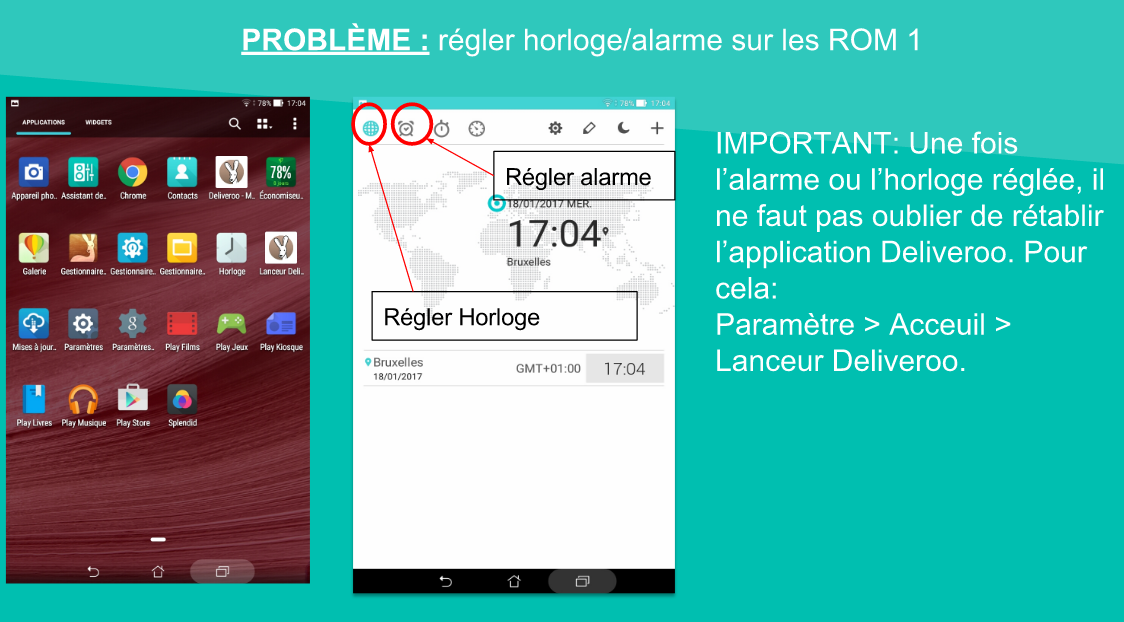 PROBLÈME : régler horloge/alarme sur les ROM 1
78% 17:04
APPLICATIONS WIDGETS
78%
0 jours
Appareil pho.. Assistant de.. Chrome Contacts Deliveroo - M.. Économiseu..
Galerie Gestionnaire.. Gestionnaire.. Gestionnaire.. Horloge Lanceur Deli..
8
Mises à jour.. Paramètres Paramètres.. Play Films Play Jeux Play Kiosque
Play Livres Play Musique Play Store Splendid
78% 17:04
Régler alarme
18/01/2017 MER.
17:04
Bruxelles
Régler Horloge
Bruxelles
18/01/2017
GMT+01:00 17:04
IMPORTANT: Une fois
l’alarme ou l’horloge réglée, il
ne faut pas oublier de rétablir
l’application Deliveroo. Pour
cela:
Paramètre > Acceuil >
Lanceur Deliveroo.